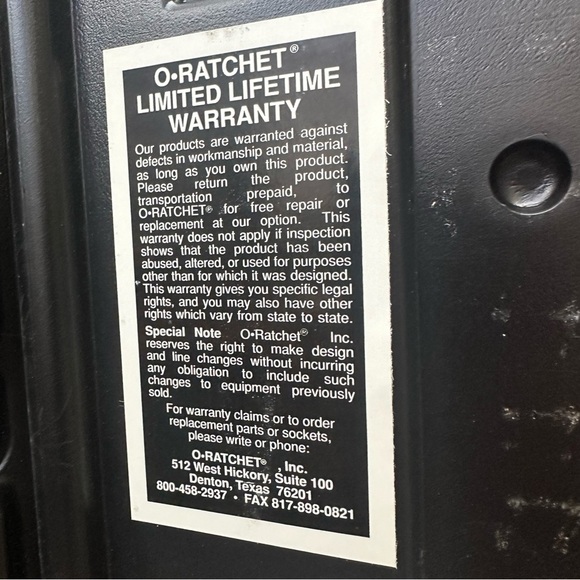 O•RATCHET®
LIMITED LIFETIME
WARRANTY
Our products are warranted against
defects in workmanship and material,
as long as you own this product.
Please return the product,
transportation prepaid, to
O•RATCHET® for free repair or
replacement at our option. This
warranty does not apply if inspection
shows that the product has been
abused, altered, or used for purposes
other than for which it was designed.
This warranty gives you specific legal
rights, and you may also have other
rights which vary from state to state.
Special Note O•Ratchet® Inc.
reserves the right to make design
and line changes without incurring
any obligation to include such
changes to equipment previously
sold.
For warranty claims or to order
replacement parts or sockets,
please write or phone:
O•RATCHET® , Inc.
512 West Hickory, Suite 100
Denton, Texas 76201
800-458-2937 • FAX 817-898-0821